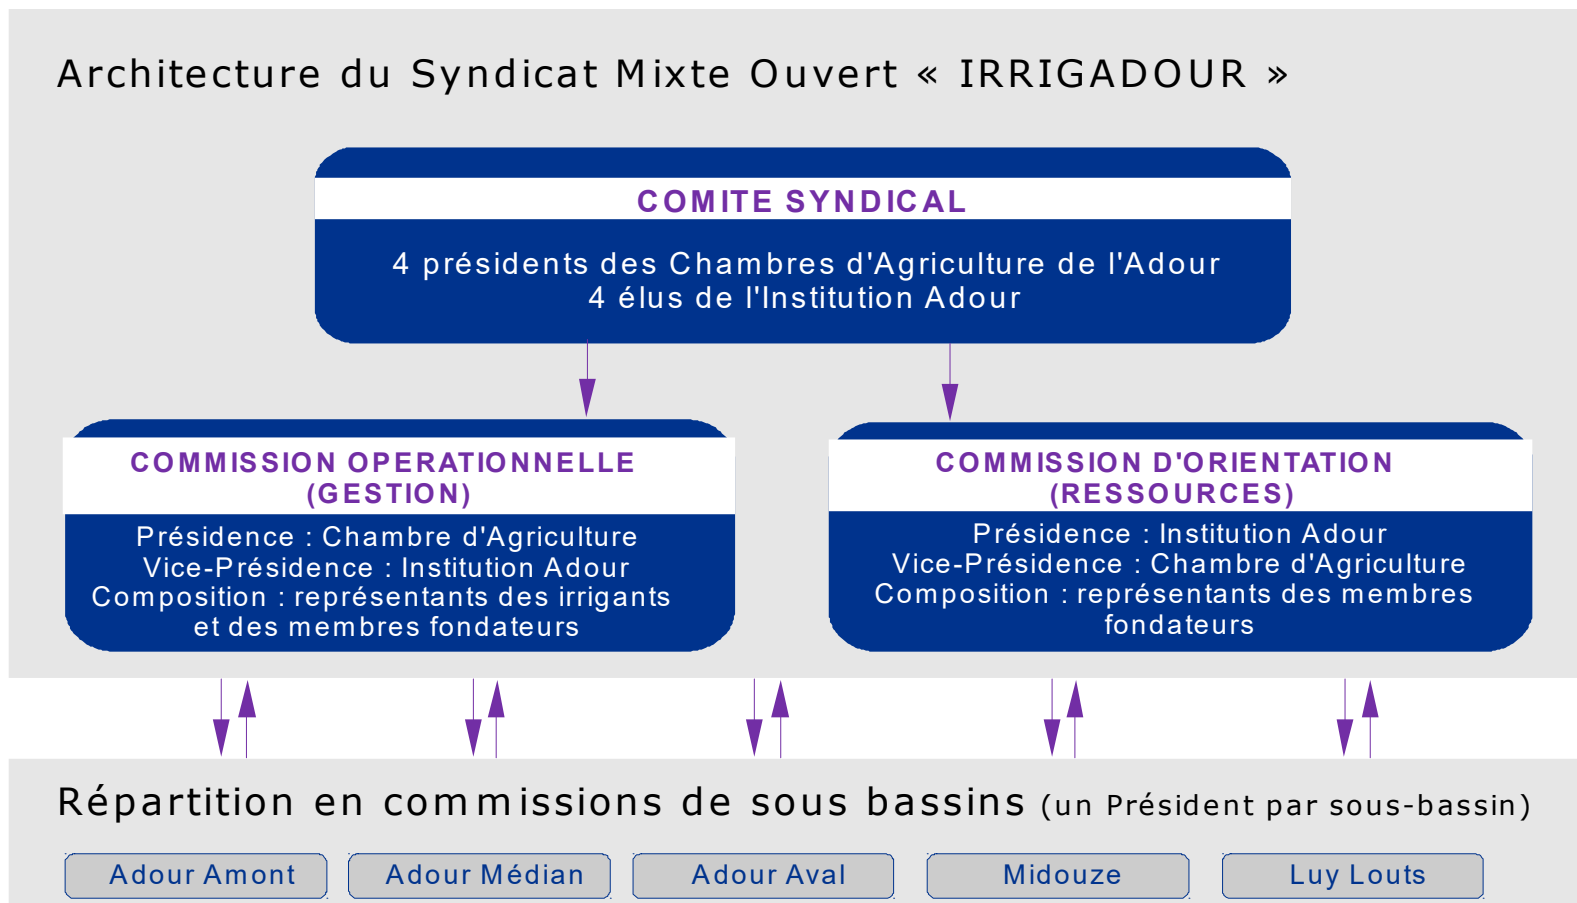 Architecture du Syndicat Mixte Ouvert « IRRIGADOUR »
COMITE SYNDICAL
4 présidents des Chambres d'Agriculture de l'Adour
4 élus de l'Institution Adour
COMMISSION OPERATIONNELLE
(GESTION)
Présidence : Chambre d'Agriculture
Vice-Présidence : Institution Adour
Composition : représentants des irrigants
et des membres fondateurs
COMMISSION D'ORIENTATION
(RESSOURCES)
Présidence : Institution Adour
Vice-Présidence : Chambre d'Agriculture
Composition : représentants des membres
fondateurs
Répartition en commissions de sous bassins (un Président par sous-bassin)
Adour Amont
Adour Médian
Adour Aval
Midouze
Luy Louts